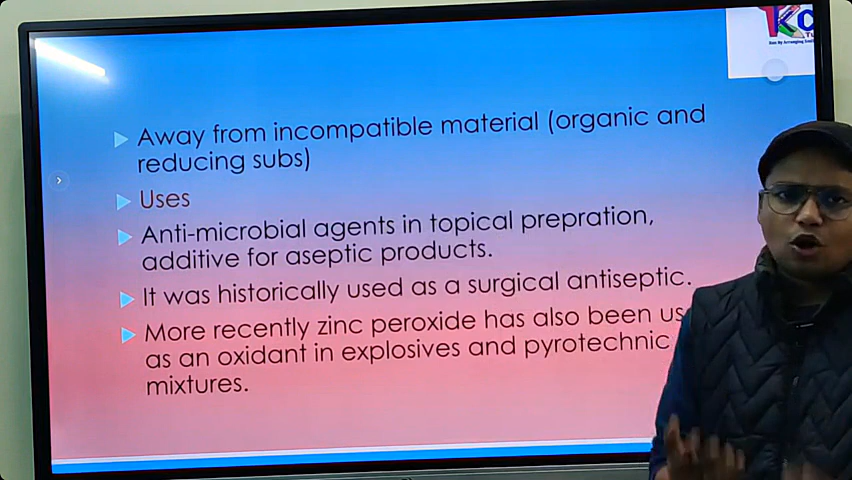 Away from incompatible material (organic and
reducing subs)
Uses
Anti-microbial agents in topical prepration,
additive for aseptic products.
It was historically used as a surgical antiseptic.
More recently zinc peroxide has also been us
as an oxidant in explosives and pyrotechnic
mixtures.